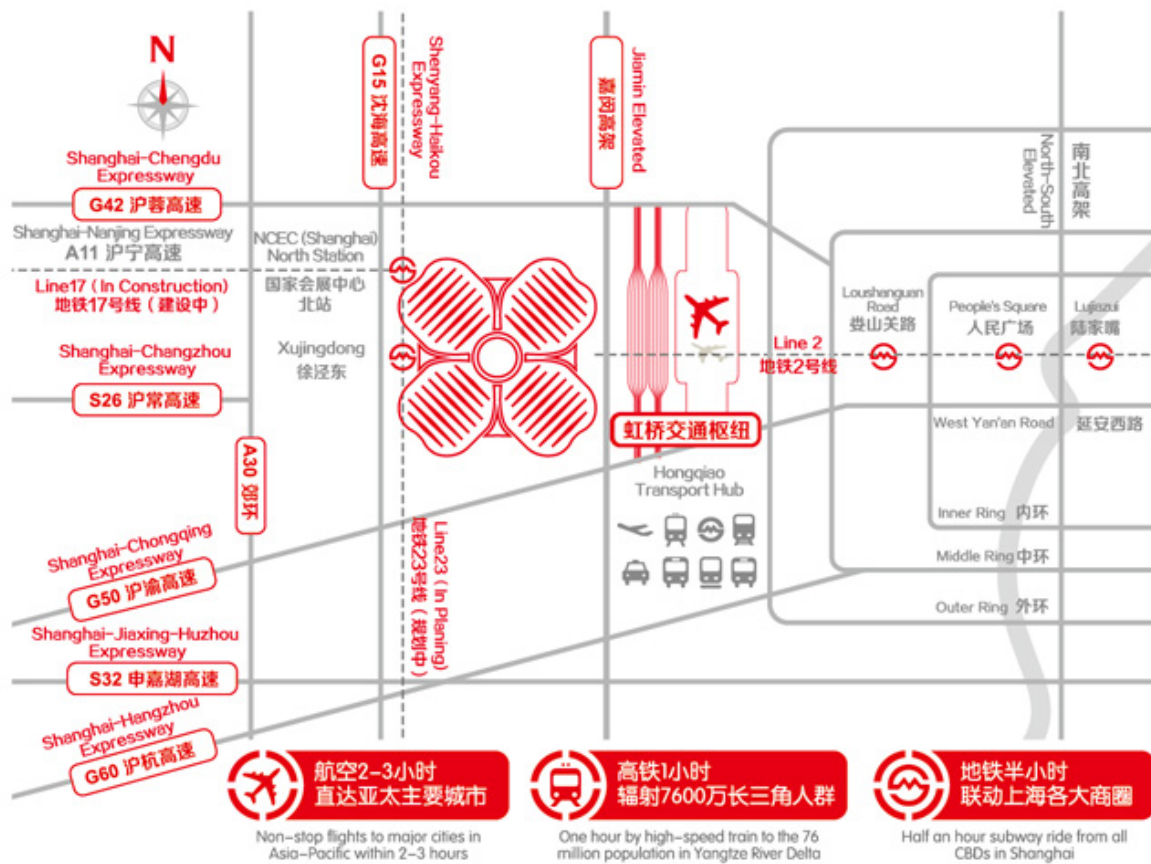 N
G15 沈海高速
Shenyang-Haikou
Expressway
嘉闵高架
Jiamin Elevated
North-South
Elevated
南北高架
Shanghai-Chengdu
Expressway
G42 沪蓉高速
Shanghai-Nanjing Expressway
A11 沪宁高速
NCEC (Shanghai)
North Station
国家会展中心
北站
Line17 (In Construction)
地铁17号线 (建设中)
Xujingdong
徐泾东
Shanghai-Changzhou
Expressway
S26 沪常高速
Line 2
地铁2号线
Loushanguan
Road
娄山关路
People's Square
人民广场
Lujiazui
陆家嘴
虹桥交通枢纽
Hongqiao
Transport Hub
West Yan'an Road
延安西路
A30 郊环
Inner Ring 内环
Middle Ring 中环
Outer Ring 外环
Shanghai-Chongqing
Expressway
G50 沪渝高速
Line23 (In Planing)
地铁23号线 (规划中)
Shanghai-Jiaxing-Huzhou
Expressway
S32 申嘉湖高速
Shanghai-Hangzhou
Expressway
G60 沪杭高速
航空2-3小时
直达亚太主要城市
Non-stop flights to major cities in
Asia-Pacific within 2-3 hours
高铁1小时
辐射7600万长三角人群
One hour by high-speed train to the 76
million population in Yangtze River Delta
地铁半小时
联动上海各大商圈
Half an hour subway ride from all
CBDs in Shanghai